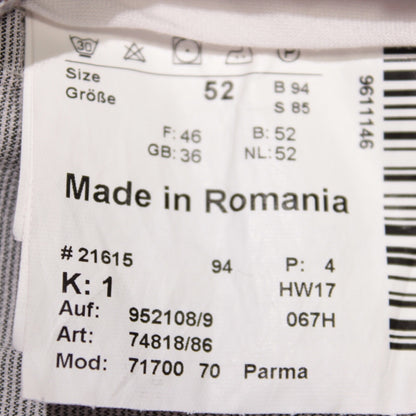 30
P
Size
Größe 52 B 94
S 85
F: 46 B: 52
GB: 36 NL: 52
Made in Romania
# 21615 94 P: 4
K: 1 HW17
Auf: 952108/9 067H
Art: 74818/86
Mod: 71700 70 Parma
9611146